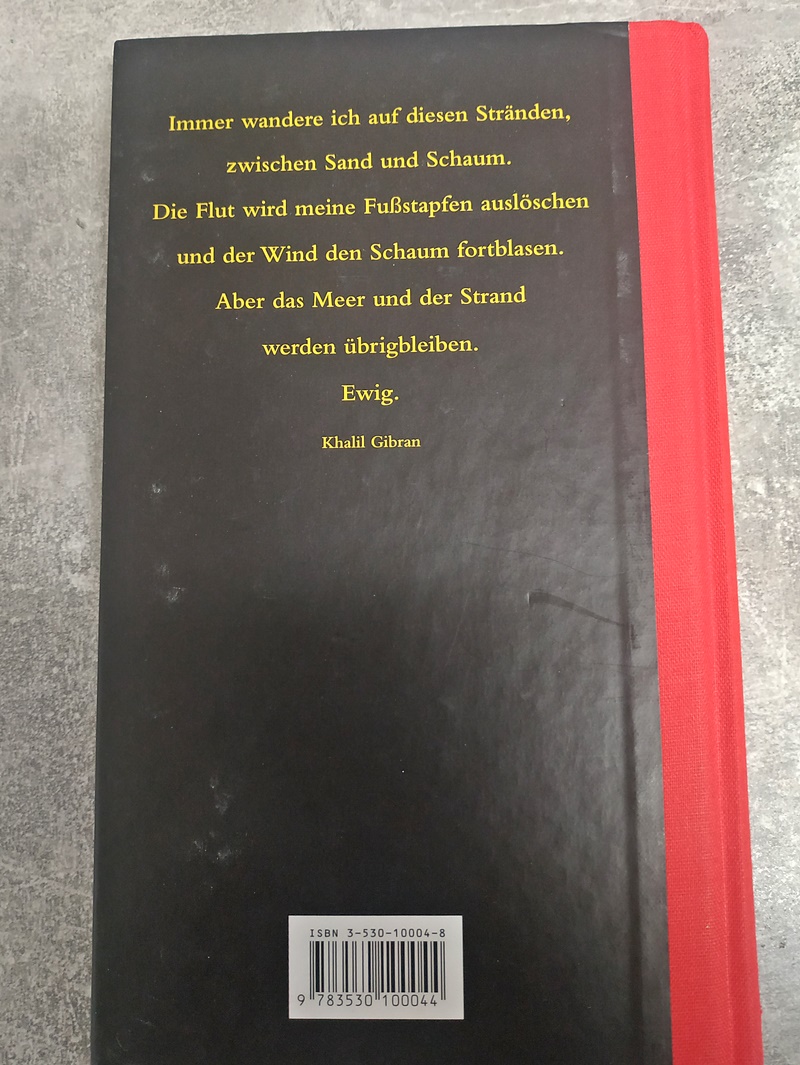 Immer wandere ich auf diesen Stränden,
zwischen Sand und Schaum.
Die Flut wird meine Fußstapfen auslöschen
und der Wind den Schaum fortblasen.
Aber das Meer und der Strand
werden übrigbleiben.
Ewig.
Khalil Gibran
ISBN 3-530-10004-8
9 783530 100044